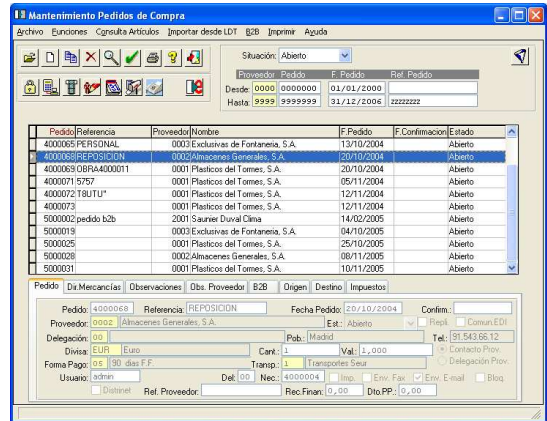 Mantenimiento Pedidos de Compra
Archivo Funciones Consulta Artículos Importar desde LDT B2B Imprimir Ayuda
Situación: Abierto
Proveedor Pedido F. Pedido Ref. Pedido
Desde: 0000 0000000 01/01/2000
Hasta: 9999 9999999 31/12/2006 zzzzzzzz
Pedido Referencia Proveedor Nombre F.Pedido F.Confirmacion Estado
4000065 PERSONAL 0003 Exclusivas de Fontaneria, S.A. 13/10/2004 Abierto
4000068 REPOSICION 0002 Almacenes Generales, S.A. 20/10/2004 Abierto
4000069 OBRA4000011 0001 Plasticos del Tormes, S.A. 20/10/2004 Abierto
4000071 5757 0001 Plasticos del Tormes, S.A. 05/11/2004 Abierto
4000072 T8UTU" 0001 Plasticos del Tormes, S.A. 12/11/2004 Abierto
4000073 0001 Plasticos del Tormes, S.A. 12/11/2004 Abierto
5000002 pedido b2b 2001 Saunier Duval Clima 14/02/2005 Abierto
5000019 0003 Exclusivas de Fontaneria, S.A. 04/10/2005 Abierto
5000025 0001 Plasticos del Tormes, S.A. 25/10/2005 Abierto
5000028 0002 Almacenes Generales, S.A. 08/11/2005 Abierto
5000031 0001 Plasticos del Tormes, S.A. 10/11/2005 Abierto
Pedido Dir.Mercancías Observaciones Obs. Proveedor B2B Origen Destino Impuestos
Pedido: 4000068 Referencia: REPOSICION Fecha Pedido: 20/10/2004 Confirm.:
Proveedor: 0002 Almacenes Generales, S.A. Est.: Abierto Repli. Comun.EDI
Delegación: 00 Pob.: Madrid Tel.: 91.543.66.12
Divisa: EUR Euro Cant.: 1 Val.: 1,000 Contacto Prov.
Forma Pago: 05 90 dias F.F. Transp.: 1 Transportes Seur Delegación Prov.
Usuario: admin Del: 00 Nec.: 4000004 Imp. Env. Fax Env. E-mail Bloq
Distrinet Ref. Proveedor: Rec.Finan: 0,00 Dto.PP.: 0,00